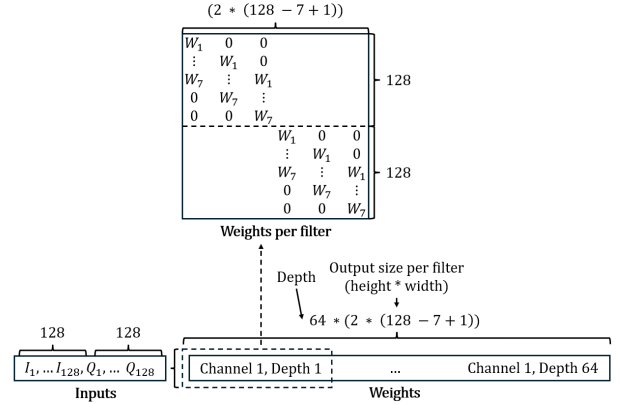 (2 * (128 − 7 + 1))
W₁ 0 0
⋮ W₁ 0
W₇ ⋮ W₁
0 W₇ ⋮
0 0 W₇
128
W₁ 0 0
⋮ W₁ 0
W₇ ⋮ W₁
0 W₇ ⋮
0 0 W₇
128
Weights per filter
Depth
Output size per filter
(height * width)
64 * (2 * (128 − 7 + 1))
128 128
I₁, ... I₁₂₈, Q₁, ... Q₁₂₈
Inputs
Channel 1, Depth 1 ... Channel 1, Depth 64
Weights